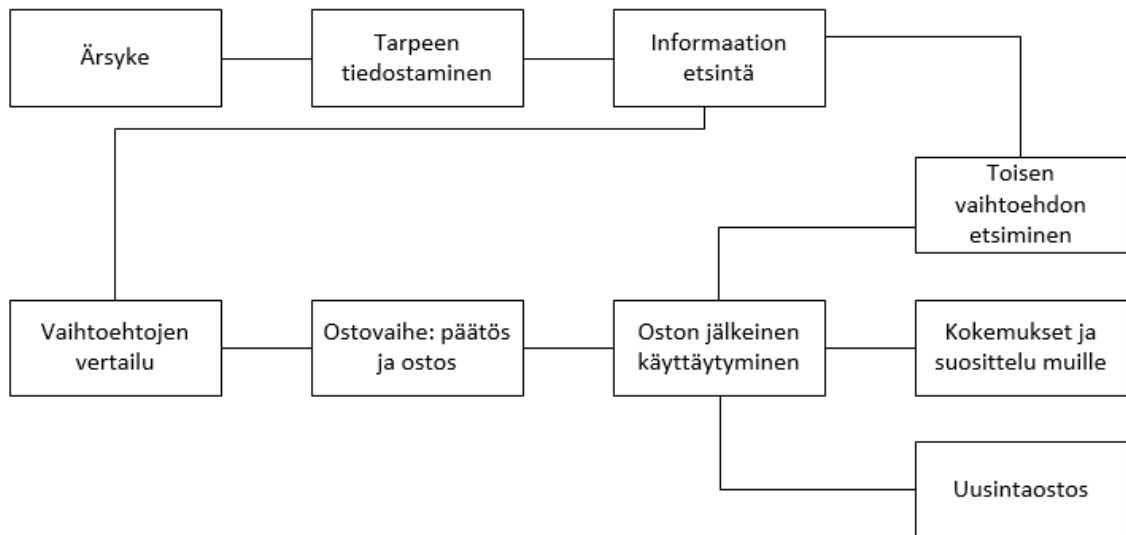 Ärsyke
Tarpeen
tiedostaminen
Informaation
etsintä
Toisen
vaihtoehdon
etsiminen
Vaihtoehtojen
vertailu
Ostovaihe: päätös
ja ostos
Oston jälkeinen
käyttäytyminen
Kokemukset ja
suosittelu muille
Uusintaostos